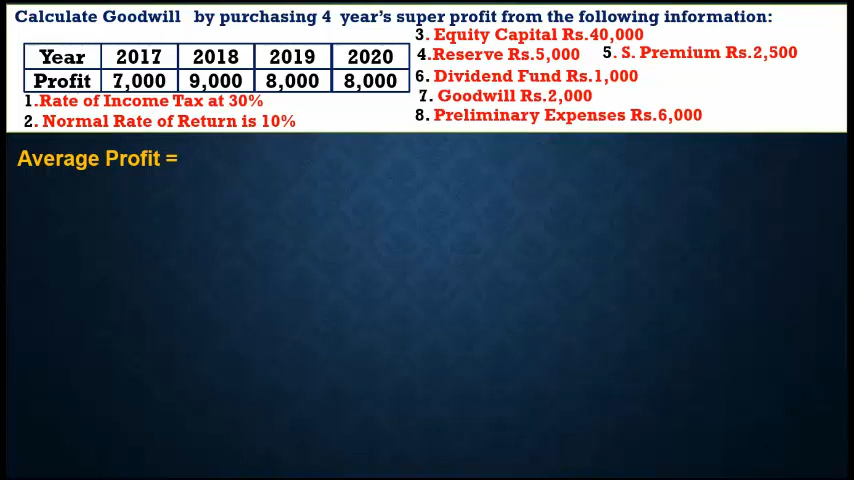 Calculate Goodwill by purchasing 4 year's super profit from the following information:
Year 2017 2018 2019 2020
Profit 7,000 9,000 8,000 8,000
1.Rate of Income Tax at 30%
2. Normal Rate of Return is 10%
3. Equity Capital Rs.40,000
4.Reserve Rs.5,000 5. S. Premium Rs.2,500
6. Dividend Fund Rs.1,000
7. Goodwill Rs.2,000
8. Preliminary Expenses Rs.6,000
Average Profit =